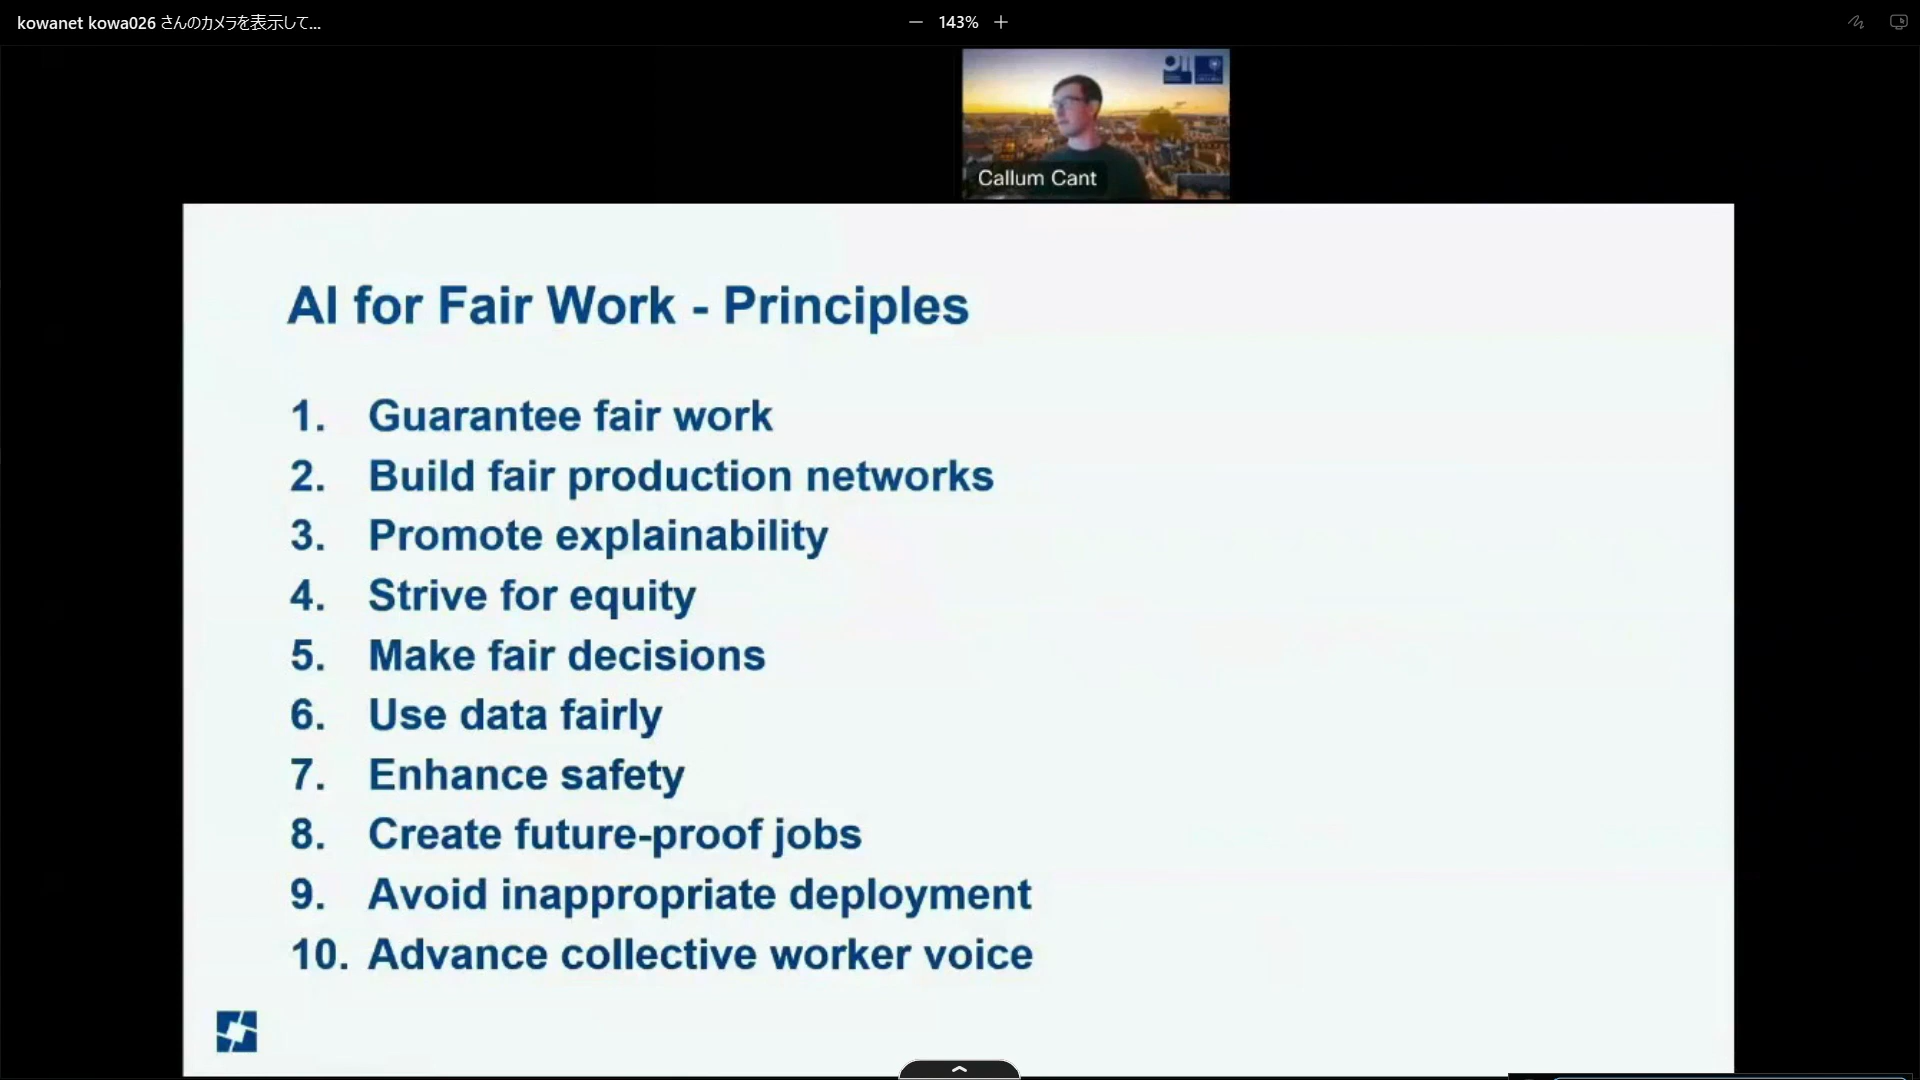 kowanet kowa026 さんのカメラを表示して...
143%
Callum Cant
AI for Fair Work - Principles
1. Guarantee fair work
2. Build fair production networks
3. Promote explainability
4. Strive for equity
5. Make fair decisions
6. Use data fairly
7. Enhance safety
8. Create future-proof jobs
9. Avoid inappropriate deployment
10. Advance collective worker voice